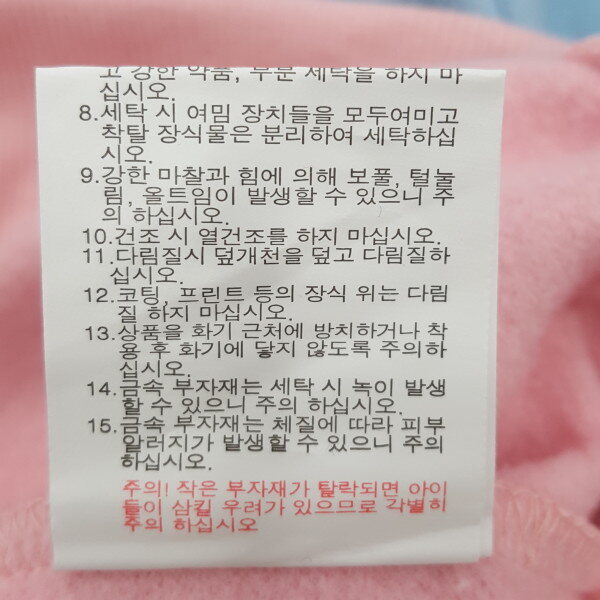 고 강한 약품, 부분 세탁을 하지 마
십시오.
8.세탁 시 여밈 장치들을 모두여미고
착탈 장식물은 분리하여 세탁하십
시오.
9.강한 마찰과 힘에 의해 보풀, 털눌
림, 올트임이 발생할 수 있으니 주
의 하십시오.
10.건조 시 열건조를 하지 마십시오.
11.다림질시 덮개천을 덮고 다림질하
십시오.
12.코팅, 프린트 등의 장식 위는 다림
질 하지 마십시오.
13.상품을 화기 근처에 방치하거나 착
용 후 화기에 닿지 않도록 주의하
십시오.
14.금속 부자재는 세탁 시 녹이 발생
할 수 있으니 주의 하십시오.
15.금속 부자재는 체질에 따라 피부
알러지가 발생할 수 있으니 주의
하십시오.
주의! 작은 부자재가 탈락되면 아이
들이 삼킬 우려가 있으므로 각별히
주의 하십시오